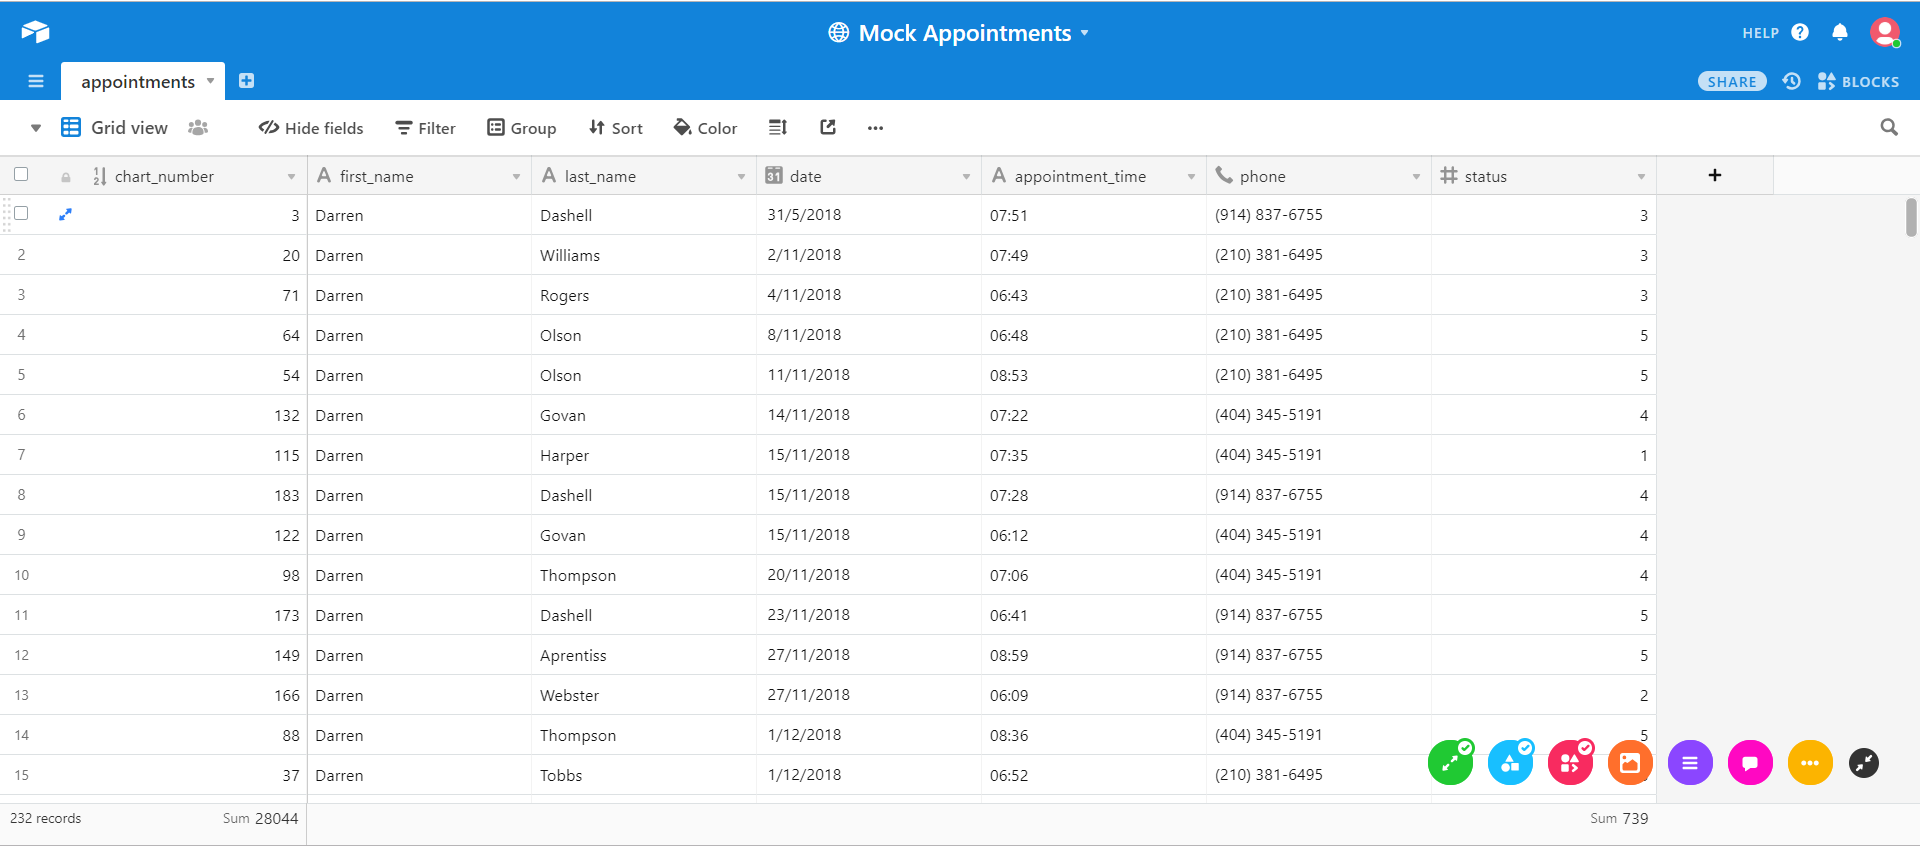 Mock Appointments
HELP
appointments
SHARE BLOCKS
Grid view Hide fields Filter Group Sort Color
chart_number first_name last_name date appointment_time phone status
3 Darren Dashell 31/5/2018 07:51 (914) 837-6755 3
2 20 Darren Williams 2/11/2018 07:49 (210) 381-6495 3
3 71 Darren Rogers 4/11/2018 06:43 (210) 381-6495 3
4 64 Darren Olson 8/11/2018 06:48 (210) 381-6495 5
5 54 Darren Olson 11/11/2018 08:53 (210) 381-6495 5
6 132 Darren Govan 14/11/2018 07:22 (404) 345-5191 4
7 115 Darren Harper 15/11/2018 07:35 (404) 345-5191 1
8 183 Darren Dashell 15/11/2018 07:28 (914) 837-6755 4
9 122 Darren Govan 15/11/2018 06:12 (404) 345-5191 4
10 98 Darren Thompson 20/11/2018 07:06 (404) 345-5191 4
11 173 Darren Dashell 23/11/2018 06:41 (914) 837-6755 5
12 149 Darren Aprentiss 27/11/2018 08:59 (914) 837-6755 5
13 166 Darren Webster 27/11/2018 06:09 (914) 837-6755 2
14 88 Darren Thompson 1/12/2018 08:36 (404) 345-5191 5
15 37 Darren Tobbs 1/12/2018 06:52 (210) 381-6495
232 records Sum 28044 Sum 739